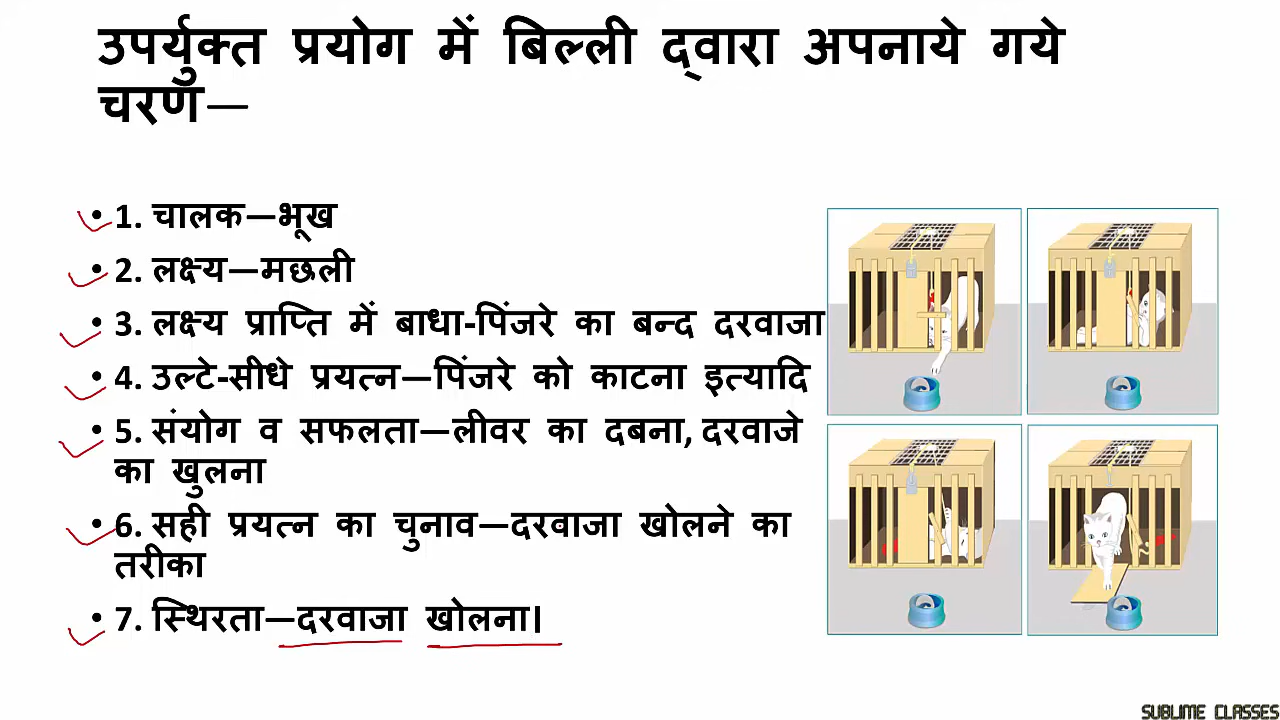 उपर्युक्त प्रयोग में बिल्ली द्वारा अपनाये गये
चरण—
• 1. चालक—भूख
• 2. लक्ष्य—मछली
• 3. लक्ष्य प्राप्ति में बाधा-पिंजरे का बन्द दरवाजा
• 4. उल्टे-सीधे प्रयत्न—पिंजरे को काटना इत्यादि
• 5. संयोग व सफलता—लीवर का दबना, दरवाजे
का खुलना
• 6. सही प्रयत्न का चुनाव—दरवाजा खोलने का
तरीका
• 7. स्थिरता—दरवाजा खोलना।
SUBLIME CLASSES